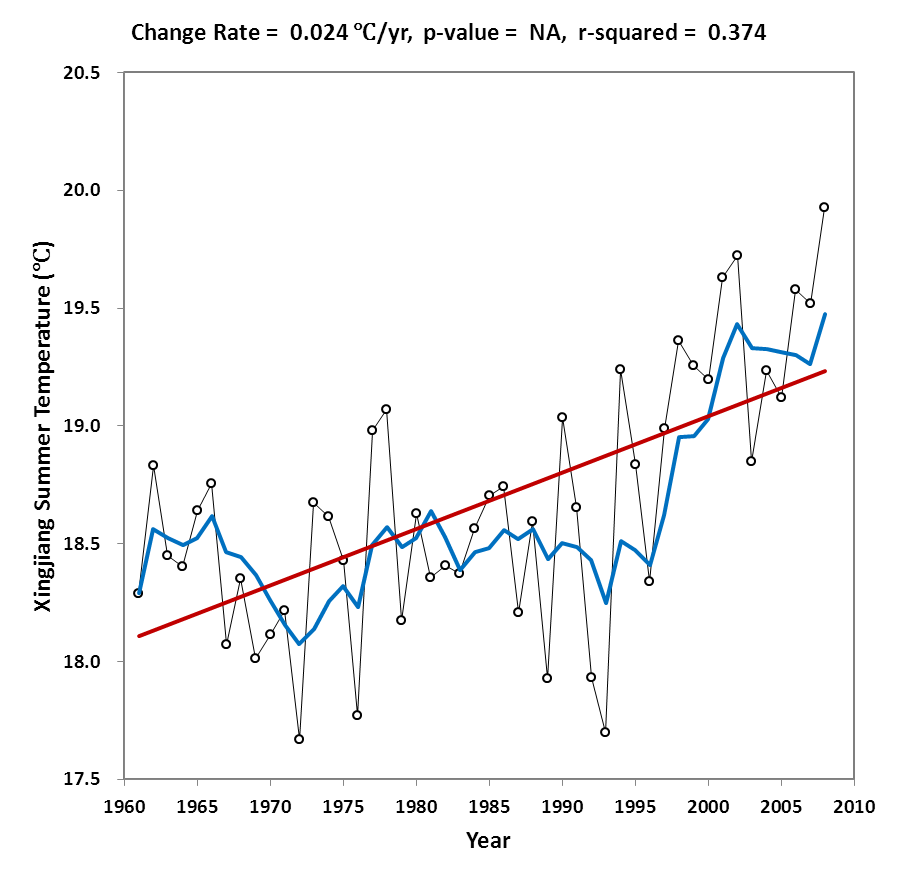 Change Rate = 0.024 ℃/yr, p-value = NA, r-squared = 0.374
20.5
20.0
19.5
19.0
18.5
18.0
17.5
Xingjiang Summer Temperature (℃)
1960 1965 1970 1975 1980 1985 1990 1995 2000 2005 2010
Year